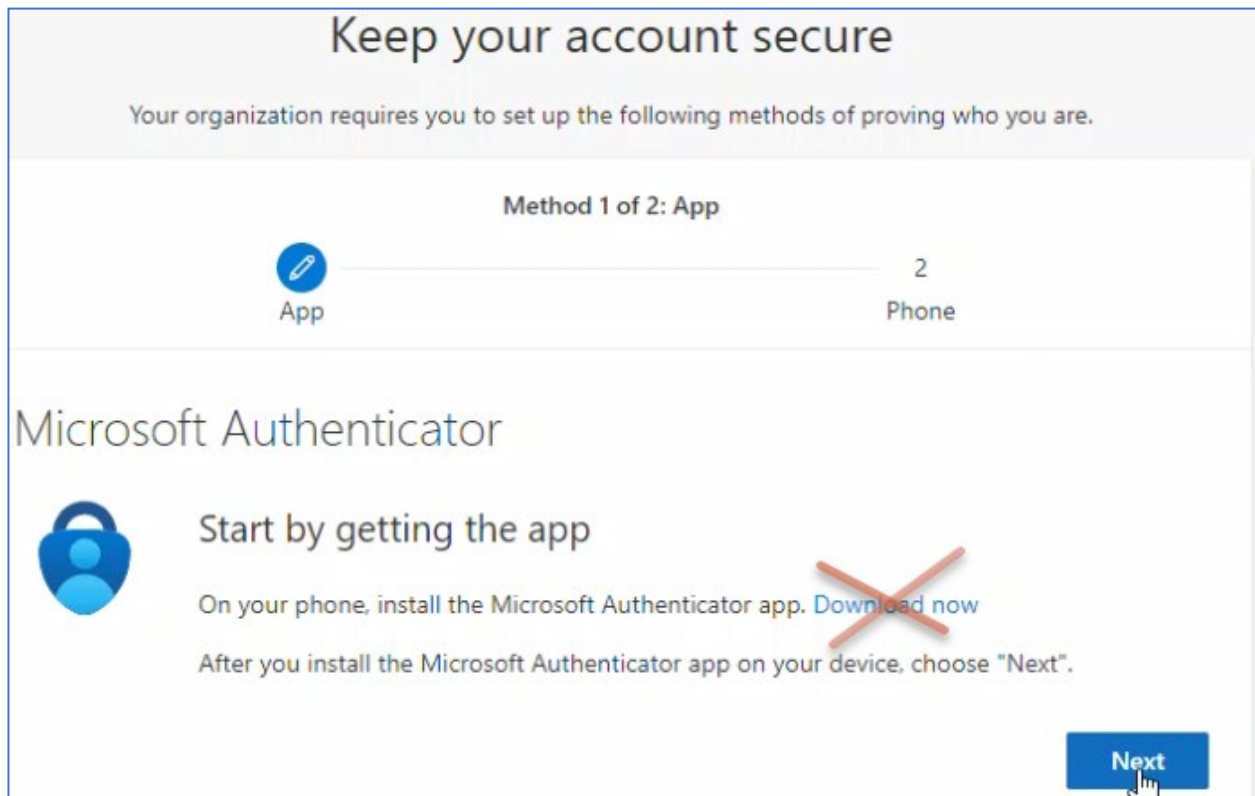 Keep your account secure
Your organization requires you to set up the following methods of proving who you are.
Method 1 of 2: App
2
App
Phone
Microsoft Authenticator
Start by getting the app
On your phone, install the Microsoft Authenticator app. Download now
After you install the Microsoft Authenticator app on your device, choose "Next".
Next